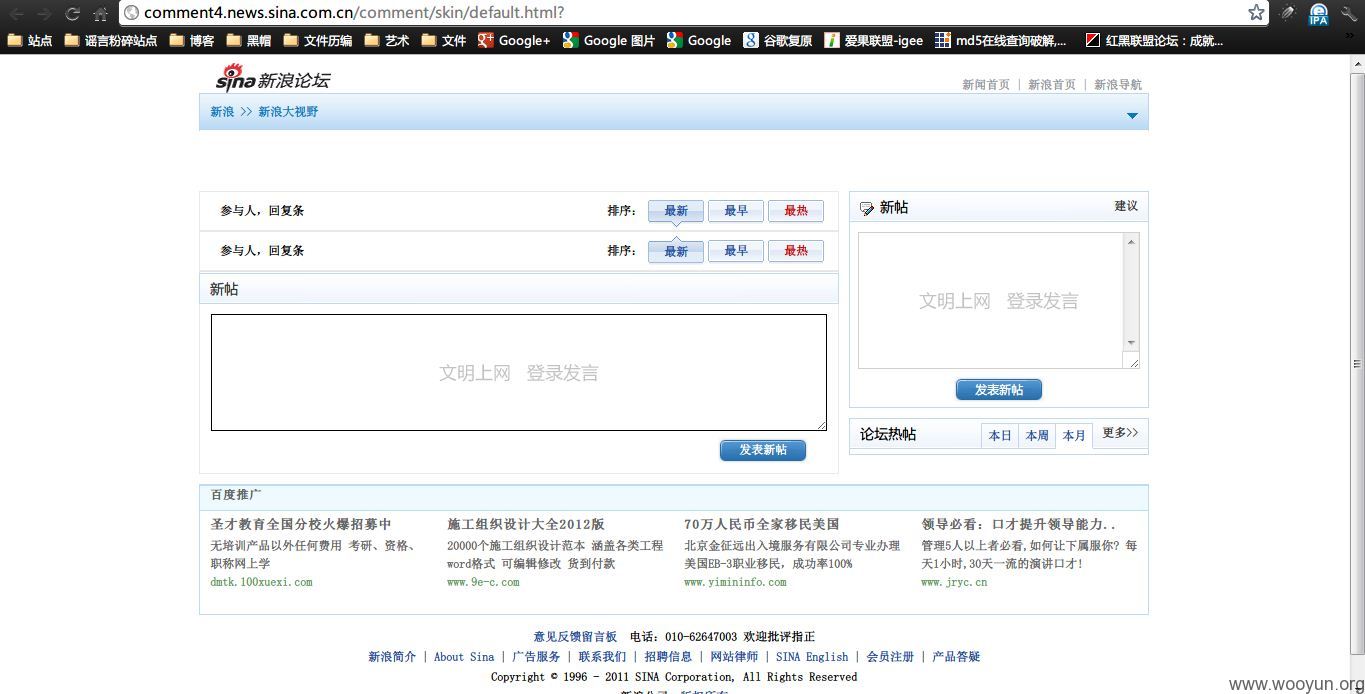 comment4.news.sina.com.cn/comment/skin/default.html?
站点 谣言粉碎站点 博客 黑帽 文件历编 艺术 文件 Google+ Google 图片 Google 谷歌复原 爱果联盟-igee md5在线查询破解,... 红黑联盟论坛：成就...
sina新浪论坛
新闻首页 | 新浪首页 | 新浪导航
新浪 >> 新浪大视野
参与人，回复条 排序： 最新 最早 最热
参与人，回复条 排序： 最新 最早 最热
新帖
文明上网 登录发言
发表新帖
新帖 建议
文明上网 登录发言
发表新帖
论坛热帖 本日 本周 本月 更多>>
百度推广
圣才教育全国分校火爆招募中
无培训产品以外任何费用 考研、资格、
职称网上学
dmtk.100xuexi.com
施工组织设计大全2012版
20000个施工组织设计范本 涵盖各类工程
word格式 可编辑修改 货到付款
www.9e-c.com
70万人民币全家移民美国
北京金征远出入境服务有限公司专业办理
美国EB-3职业移民，成功率100%
www.yimininfo.com
领导必看：口才提升领导能力..
管理5人以上者必看,如何让下属服你? 每
天1小时,30天一流的演讲口才!
www.jryc.cn
意见反馈留言板 电话：010-62647003 欢迎批评指正
新浪简介 | About Sina | 广告服务 | 联系我们 | 招聘信息 | 网站律师 | SINA English | 会员注册 | 产品答疑
Copyright © 1996 - 2011 SINA Corporation, All Rights Reserved
新浪公司 版权所有
www.wooyun.org